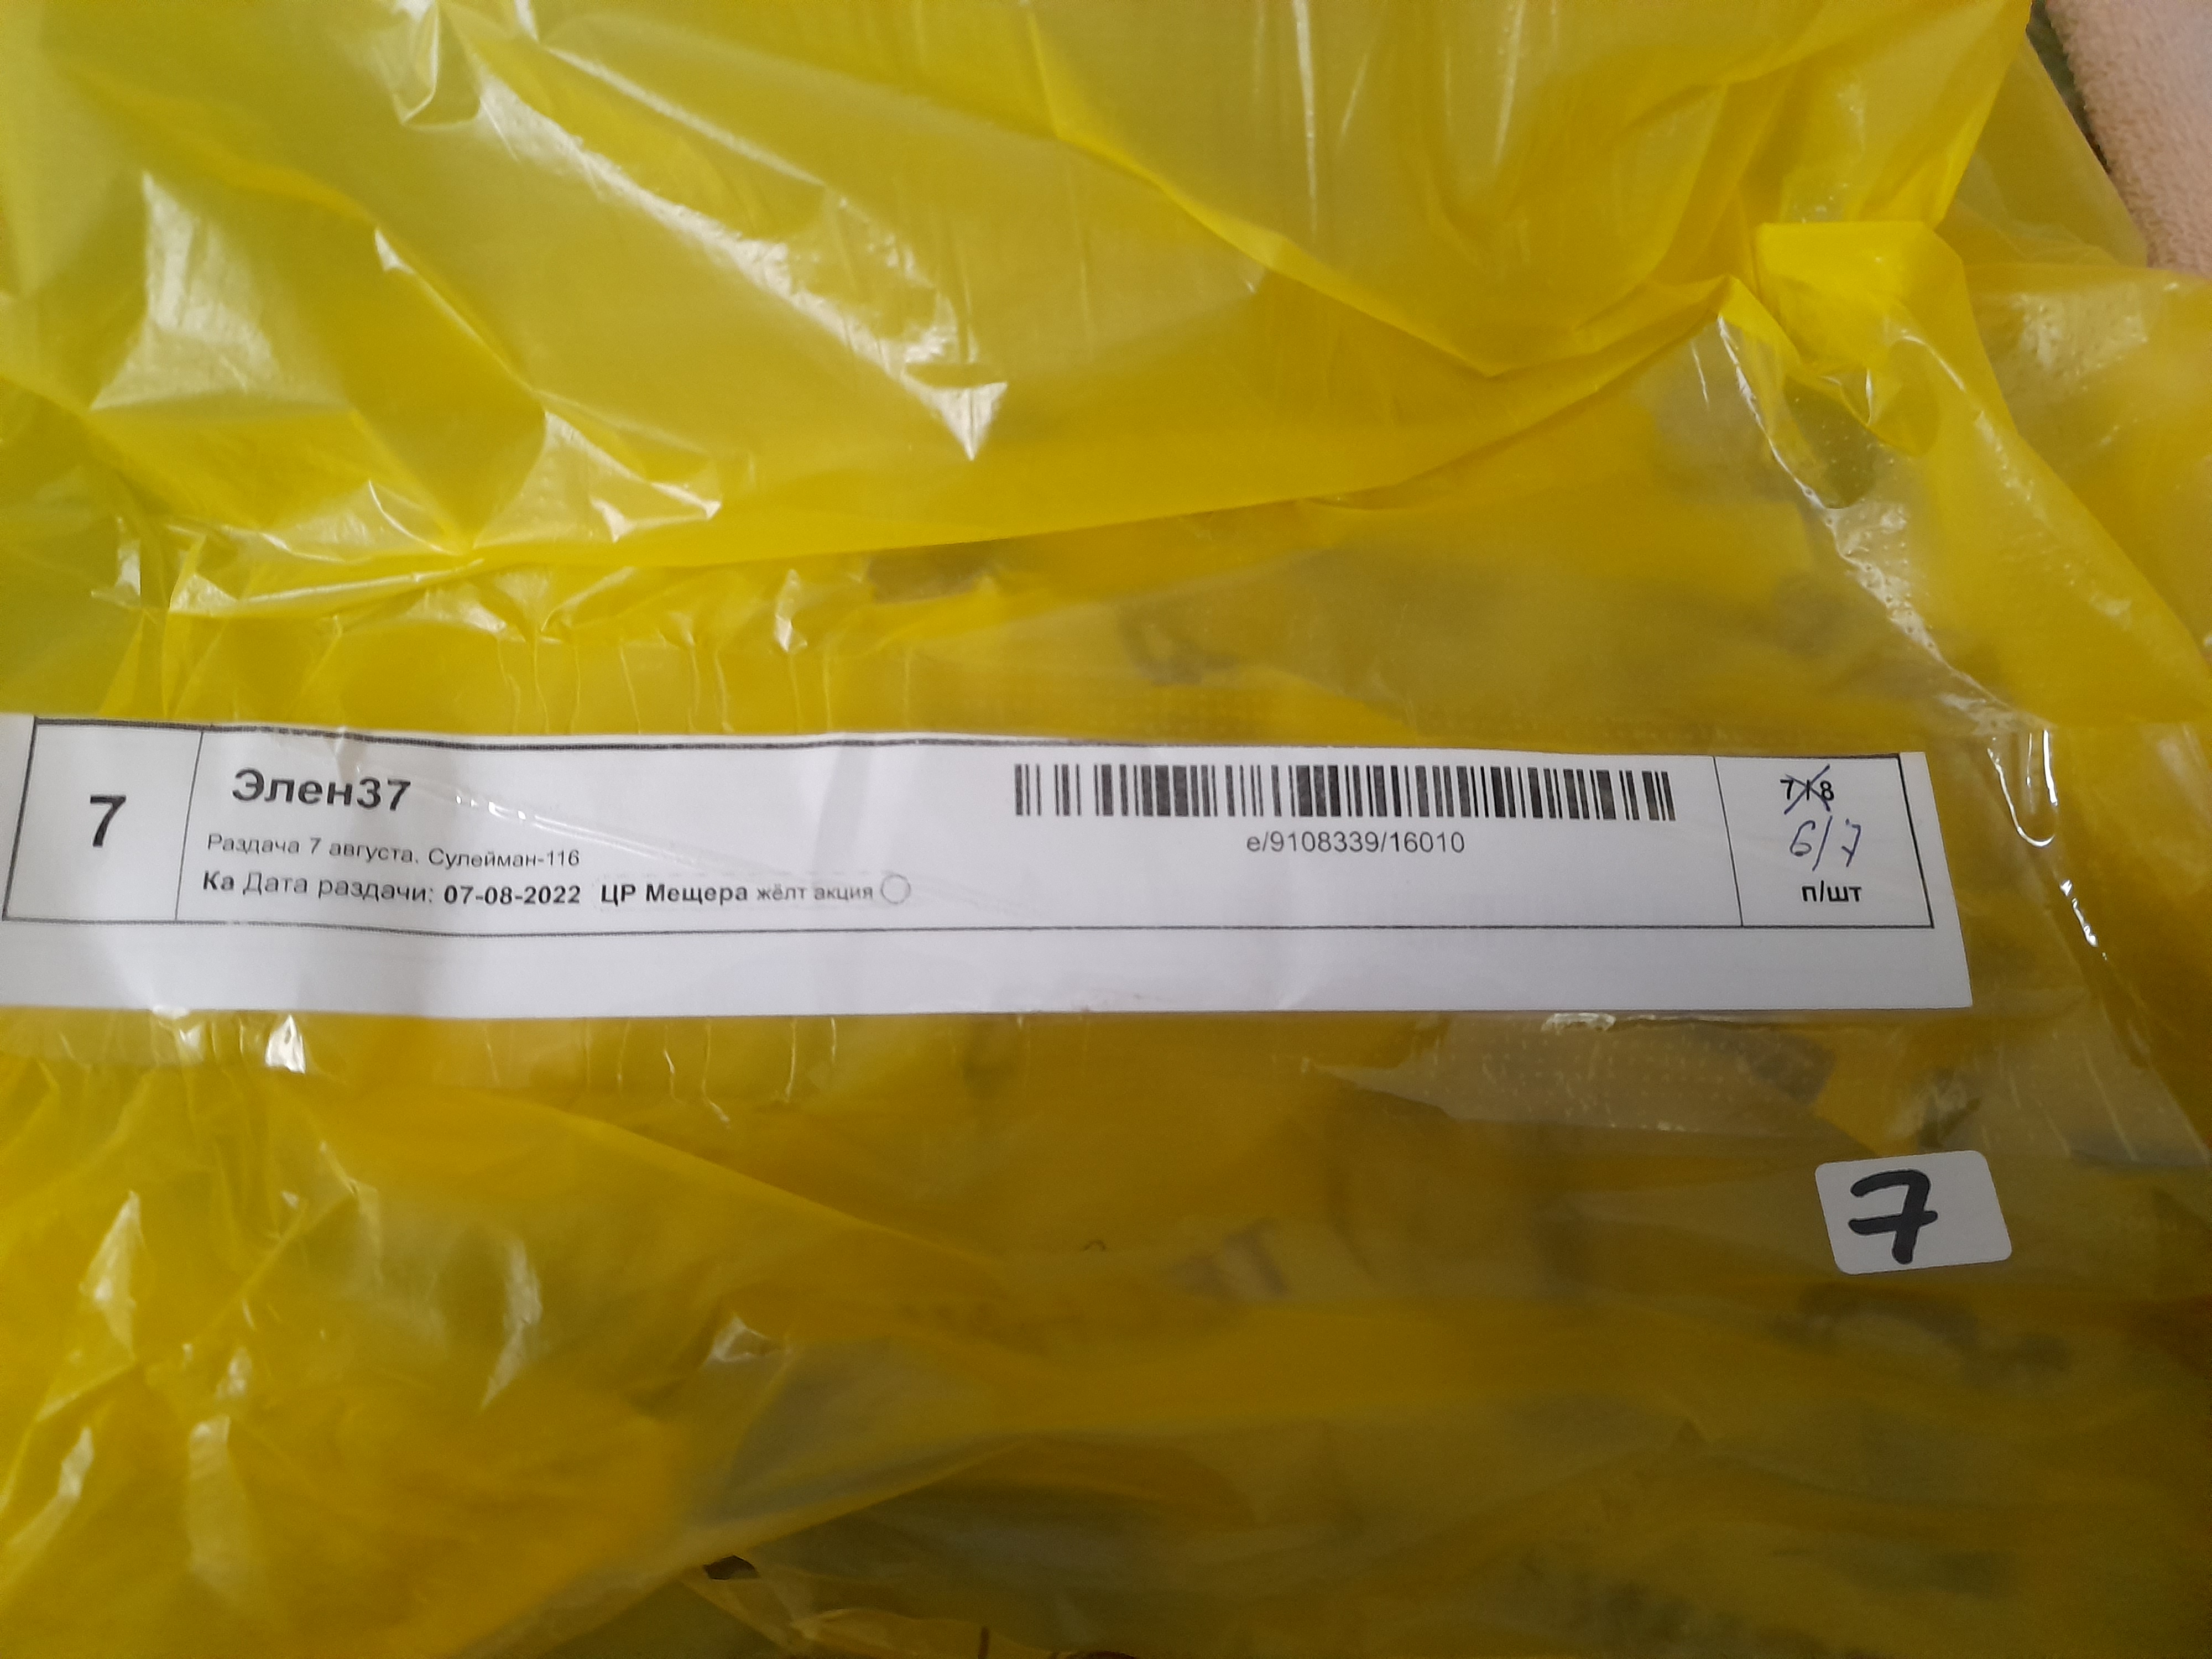 7
Элен37
Раздача 7 августа. Сулейман-116
Ка Дата раздачи: 07-08-2022 ЦР Мещера жёлт акция
e/9108339/16010
7 / 8
6/7
п/шт
7